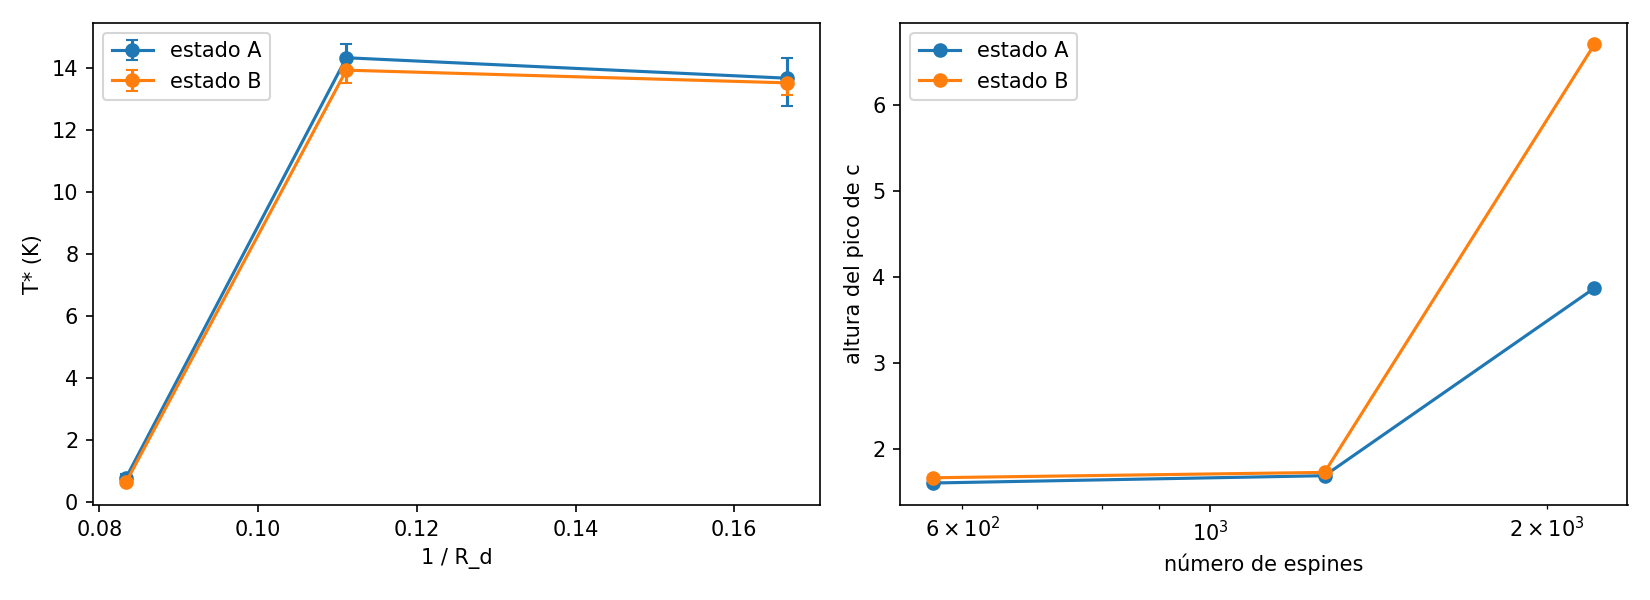 estado A
estado B
14
12
10
8
6
4
2
0
T* (K)
0.08 0.10 0.12 0.14 0.16
1 / R_d
estado A
estado B
6
5
4
3
2
altura del pico de c
6 × 10² 10³ 2 × 10³
número de espines